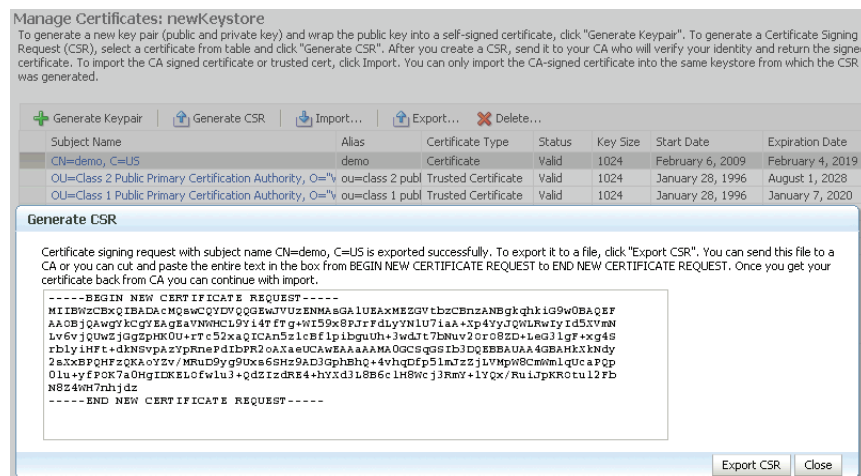 Manage Certificates: newKeystore
To generate a new key pair (public and private key) and wrap the public key into a self-signed certificate, click "Generate Keypair". To generate a Certificate Signing
Request (CSR), select a certificate from table and click "Generate CSR". After you create a CSR, send it to your CA who will verify your identity and return the signe
certificate. To import the CA signed certificate or trusted cert, click Import. You can only import the CA-signed certificate into the same keystore from which the CSR
was generated.
Generate Keypair Generate CSR Import... Export... Delete...
Subject Name Alias Certificate Type Status Key Size Start Date Expiration Date
CN=demo, C=US demo Certificate Valid 1024 February 6, 2009 February 4, 2019
OU=Class 2 Public Primary Certification Authority, O="V ou=class 2 publ Trusted Certificate Valid 1024 January 28, 1996 August 1, 2028
OU=Class 1 Public Primary Certification Authority, O="V ou=class 1 publ Trusted Certificate Valid 1024 January 28, 1996 January 7, 2020
Generate CSR
Certificate signing request with subject name CN=demo, C=US is exported successfully. To export it to a file, click "Export CSR". You can send this file to a
CA or you can cut and paste the entire text in the box from BEGIN NEW CERTIFICATE REQUEST to END NEW CERTIFICATE REQUEST. Once you get your
certificate back from CA you can continue with import.
-----BEGIN NEW CERTIFICATE REQUEST-----
-----END NEW CERTIFICATE REQUEST-----
Export CSR Close